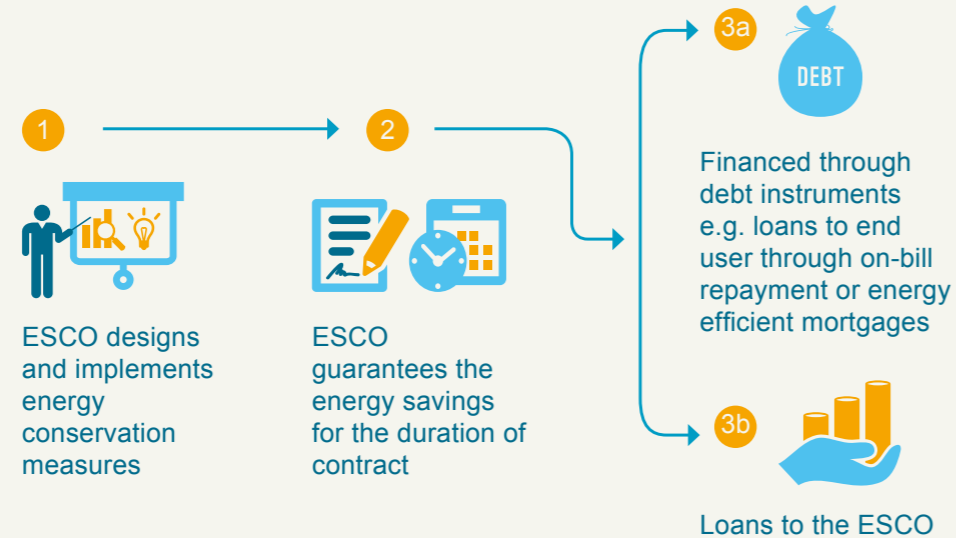 1
ESCO designs
and implements
energy
conservation
measures
2
ESCO
guarantees the
energy savings
for the duration of
contract
3a
DEBT
Financed through
debt instruments
e.g. loans to end
user through on-bill
repayment or energy
efficient mortgages
3b
Loans to the ESCO